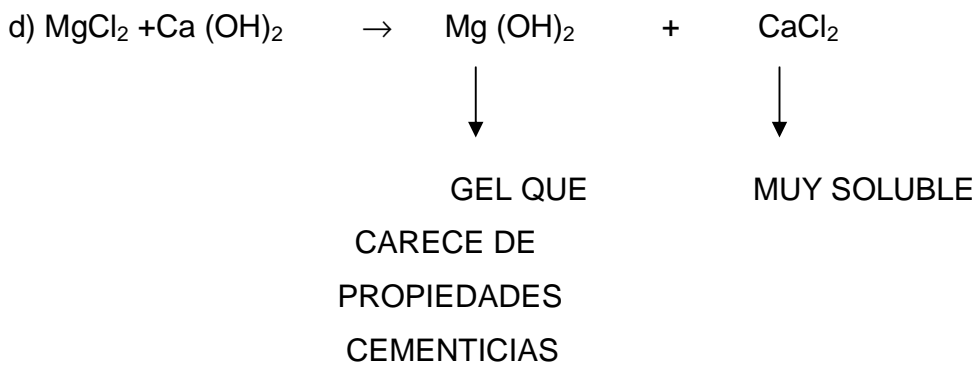 d) MgCl₂ +Ca (OH)₂ → Mg (OH)₂ + CaCl₂
GEL QUE MUY SOLUBLE
CARECE DE
PROPIEDADES
CEMENTICIAS